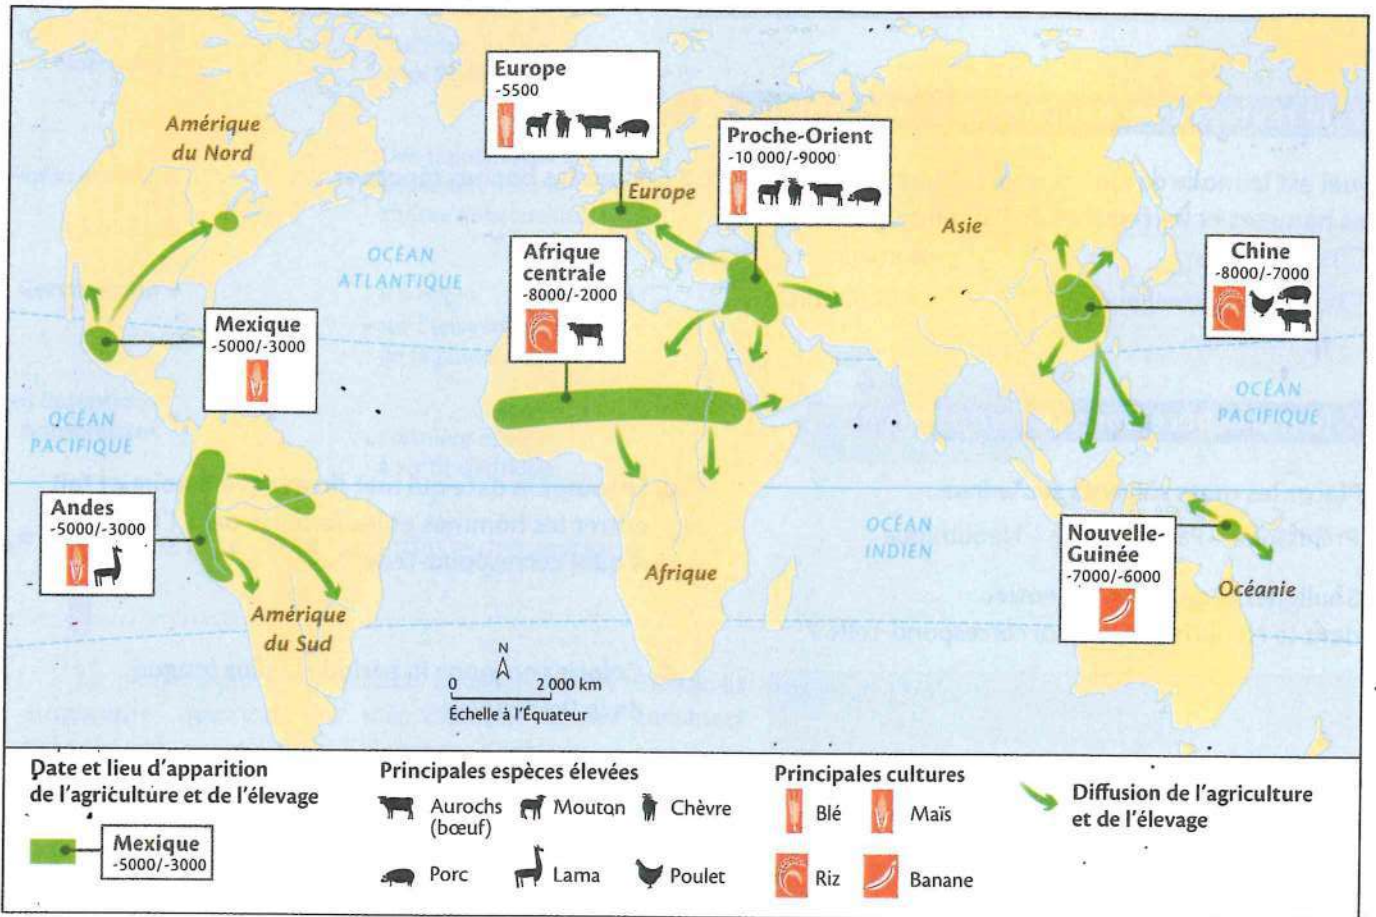 Europe
-5500
Amérique
du Nord
Proche-Orient
-10 000/-9000
Europe
Asie
OCÉAN
ATLANTIQUE
Afrique
centrale
-8000/-2000
Chine
-8000/-7000
Mexique
-5000/-3000
OCÉAN
PACIFIQUE
OCÉAN
PACIFIQUE
Andes
-5000/-3000
OCÉAN
INDIEN
Nouvelle-
Guinée
-7000/-6000
Afrique
Océanie
Amérique
du Sud
N
0 2 000 km
Échelle à l'Équateur
Date et lieu d'apparition
de l'agriculture et de l'élevage
Mexique
-5000/-3000
Principales espèces élevées
Aurochs
(bœuf)
Mouton
Chèvre
Porc
Lama
Poulet
Principales cultures
Blé
Maïs
Riz
Banane
Diffusion de l'agriculture
et de l'élevage